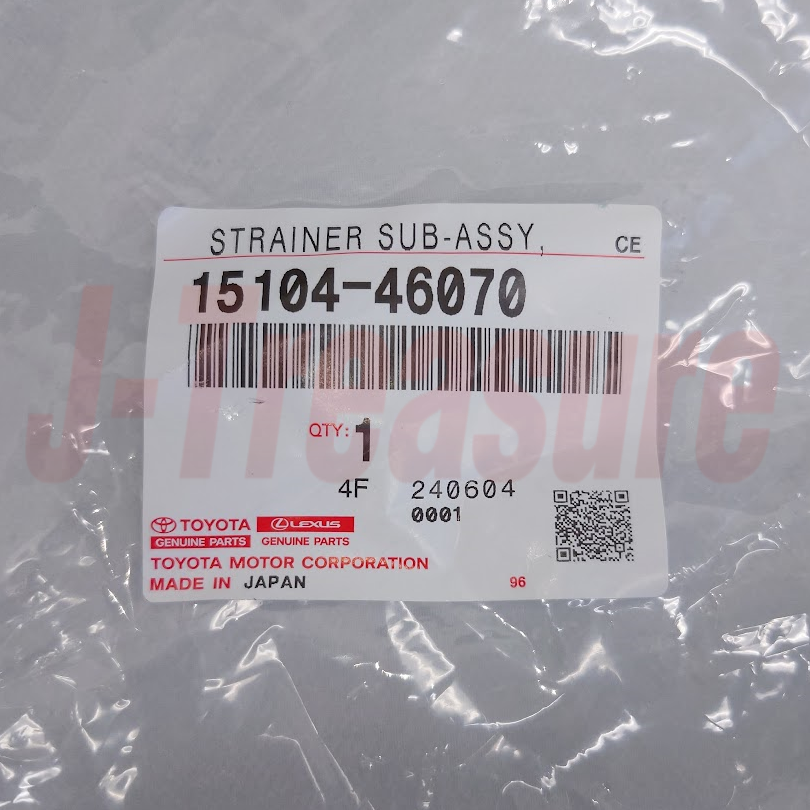 STRAINER SUB-ASSY, CE
15104-46070
QTY: 1
4F 240604
0001
TOYOTA LEXUS
GENUINE PARTS GENUINE PARTS
TOYOTA MOTOR CORPORATION
MADE IN JAPAN 96
J-Treasure